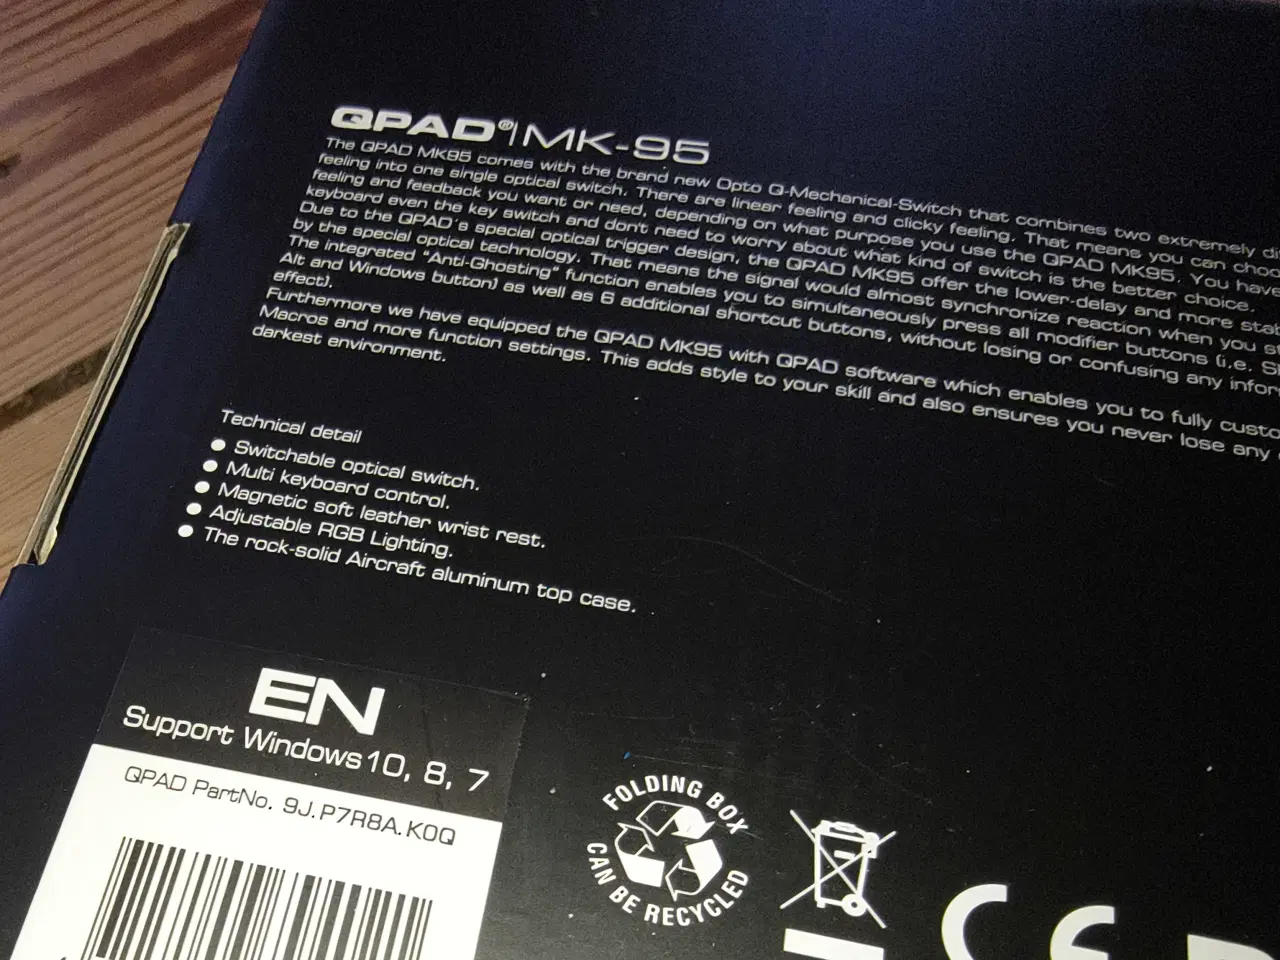 QPAD®|MK-95
The QPAD MK95 comes with the brand new Opto Q-Mechanical-Switch that combines two extremely
feeling into one single optical switch. There are linear feeling and clicky feeling. That means you can
feeling and feedback you want or need, depending on what purpose you use the QPAD MK95. You have
keyboard even the key switch and don't need to worry about what kind of switch is the better choice.
Due to the QPAD´s special optical trigger design, the QPAD MK95 offer the lower-delay and more
by the special optical technology. That means the signal would almost synchronize reaction when you
The integrated "Anti-Ghosting" function enables you to simultaneously press all modifier buttons (i.e.
Alt and Windows button) as well as 6 additional shortcut buttons, without losing or confusing any
effect).
Furthermore we have equipped the QPAD MK95 with QPAD software which enables you to fully
Macros and more function settings. This adds style to your skill and also ensures you never lose any
darkest environment.
Technical detail
● Switchable optical switch.
● Multi keyboard control.
● Magnetic soft leather wrist rest.
● Adjustable RGB Lighting.
● The rock-solid Aircraft aluminum top case.
EN
Support Windows10, 8, 7
QPAD PartNo. 9J.P7R8A.K0Q
FOLDING BOX
CAN BE RECYCLED
CE